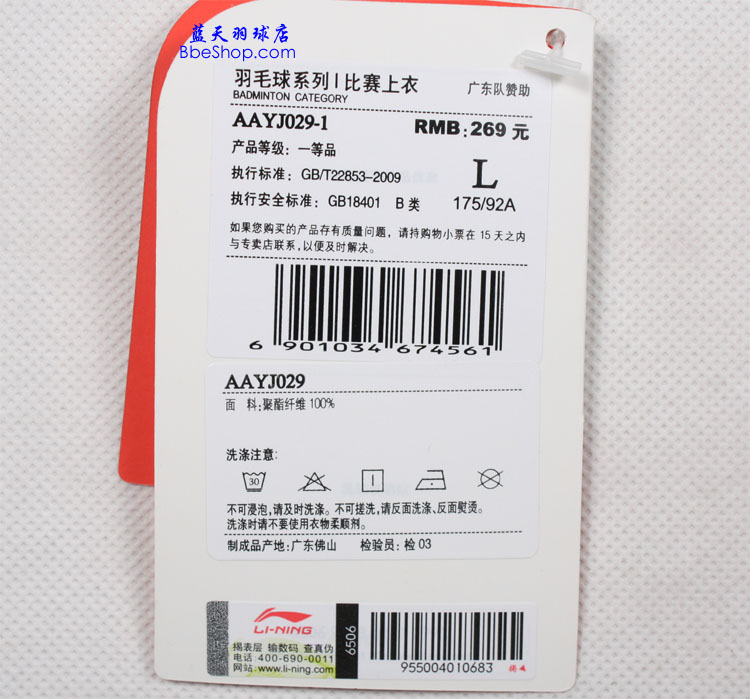 蓝天羽球店
BbeShop.com
羽毛球系列 | 比赛上衣
BADMINTON CATEGORY
广东队赞助
AAYJ029-1
RMB: 269 元
产品等级: 一等品
执行标准: GB/T22853-2009
L
执行安全标准: GB18401 B 类
175/92A
如果您购买的产品存有质量问题, 请持购物小票在 15 天之内
与专卖店联系, 以便及时解决。
6 901034 674561
AAYJ029
面 料:聚酯纤维 100%
洗涤注意:
30
不可浸泡,请及时洗涤。不可搓洗,请反面洗涤、反面熨烫。
洗涤时请不要使用衣物柔顺剂。
制成品产地:广东佛山 检验员: 检 03
LI-NING
6506
揭表层 输数码 查真伪
电话: 400-690-0011
网站:www.li-ning.com
955004010683